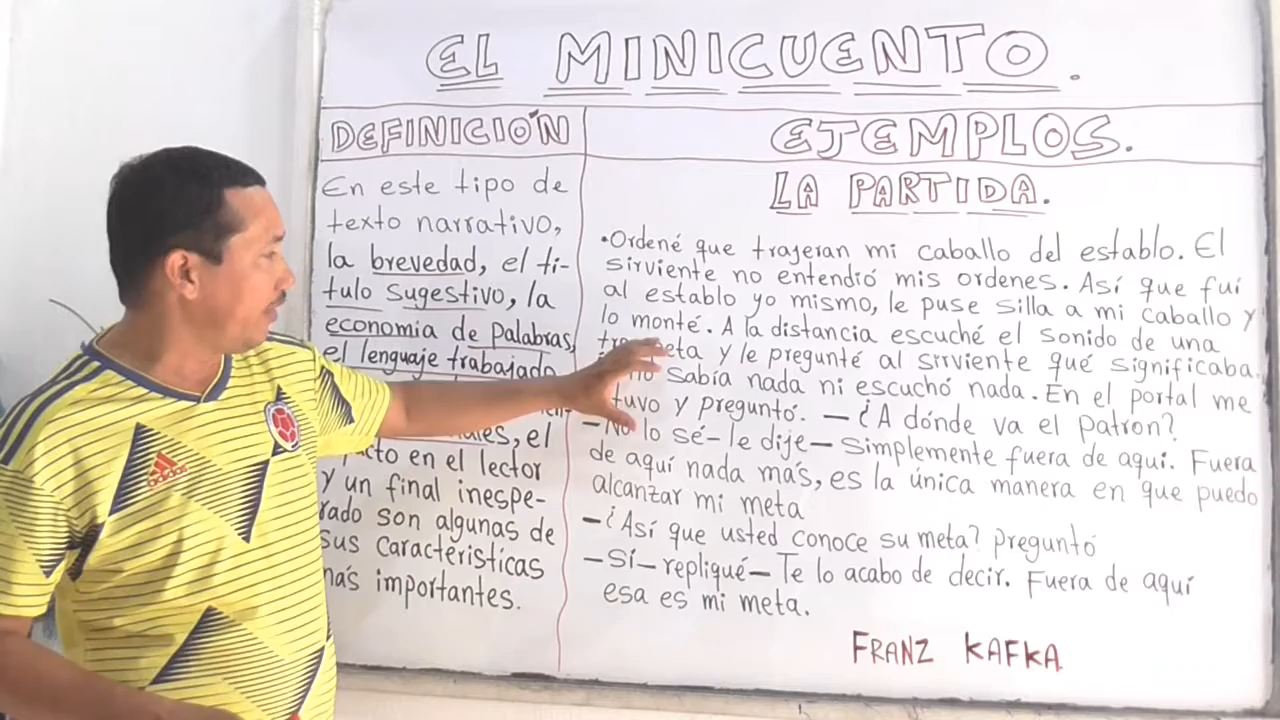 EL MINICUENTO.
DEFINICIÓN
En este tipo de
texto narrativo,
la brevedad, el tí-
tulo sugestivo, la
economía de palabras,
el lenguaje trabajado
el
en el lector
y un final inespe-
rado son algunas de
sus características
más importantes.
EJEMPLOS.
LA PARTIDA.
•Ordené que trajeran mi caballo del establo. El
sirviente no entendió mis ordenes. Así que fuí
al establo yo mismo, le puse silla a mi caballo y
lo monté. A la distancia escuché el sonido de una
y le pregunté al sirviente qué significaba.
no sabía nada ni escuchó nada. En el portal me
tuvo y preguntó. – ¿A dónde va el Patron?
–No lo sé– le dije– simplemente fuera de aquí. Fuera
de aquí nada más, es la única manera en que puedo
alcanzar mi meta
–¿Así que usted conoce su meta? preguntó
–Sí– repliqué– Te lo acabo de decir. Fuera de aquí
esa es mi meta.
FRANZ KAFKA
adidas